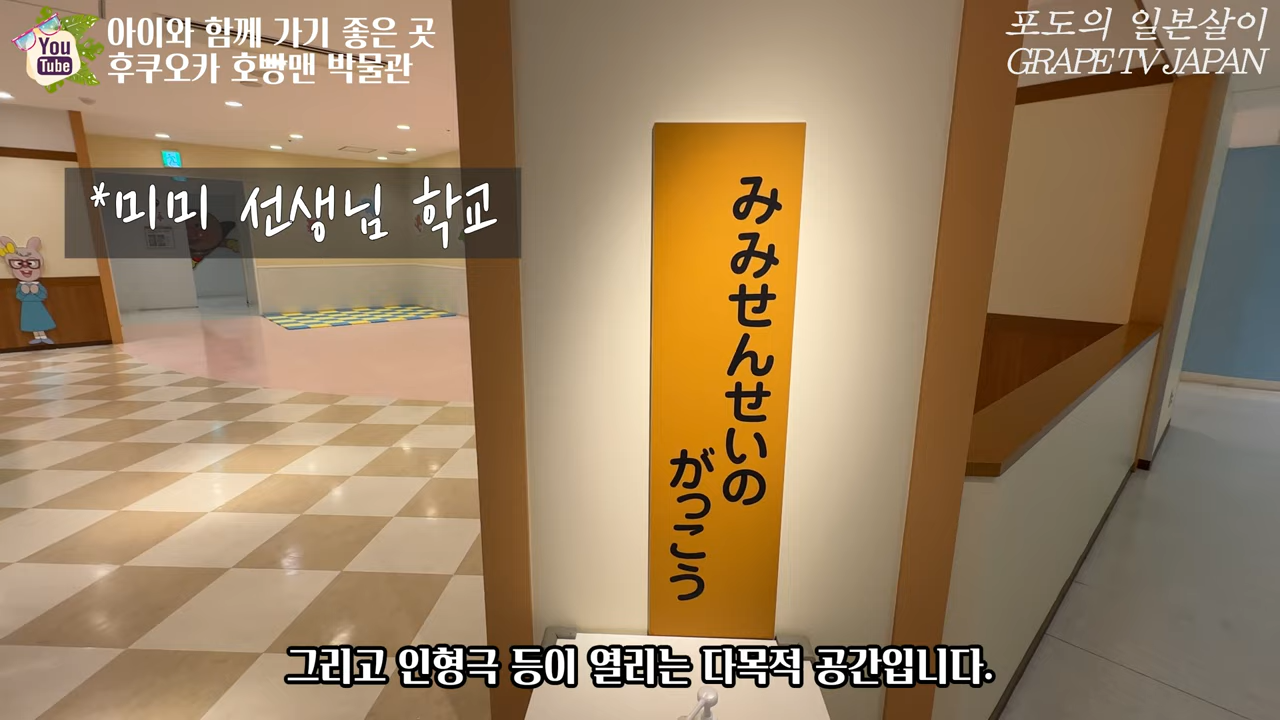 You
Tube
아이와 함께 가기 좋은 곳
후쿠오카 호빵맨 박물관
포도의 일본살이
GRAPE TV JAPAN
*미미 선생님 학교
みみせんせいの
がっこう
그리고 인형극 등이 열리는 다목적 공간입니다.